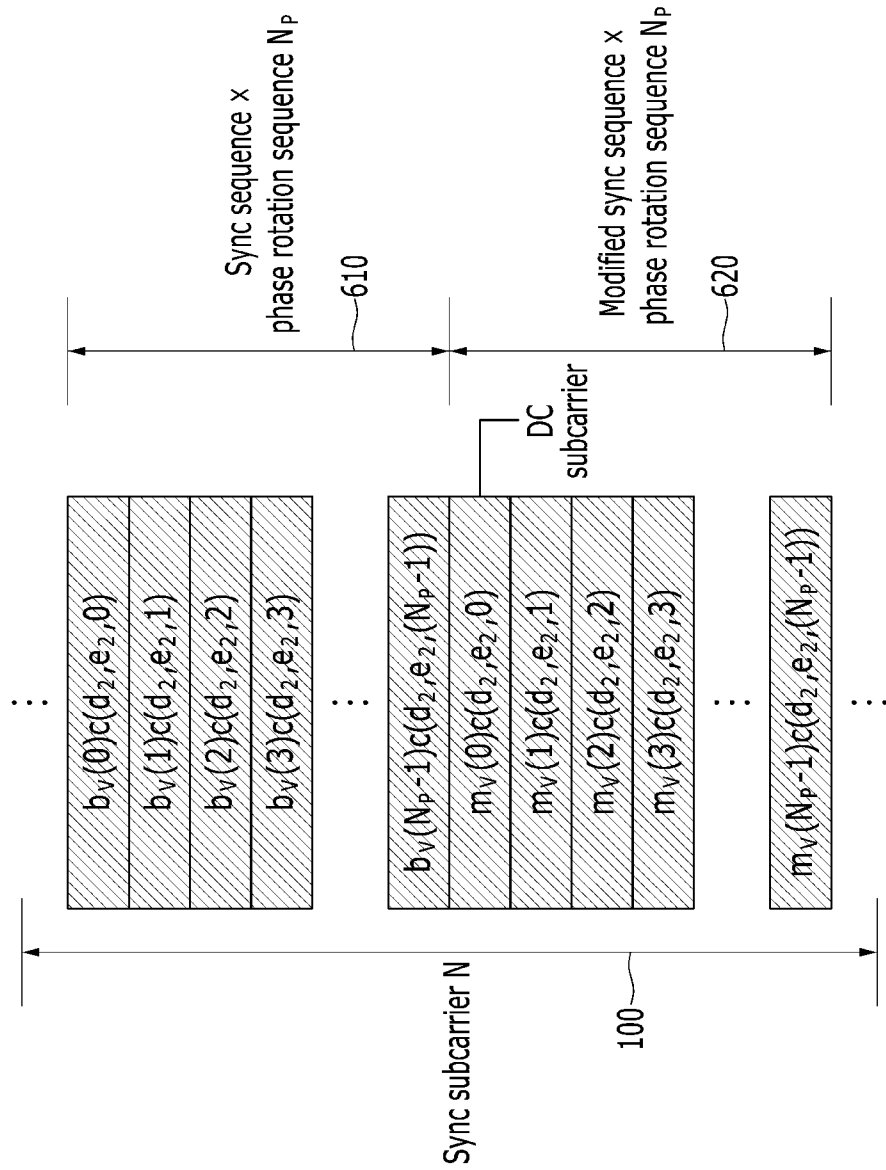 Sync subcarrier N
100
...
b_V(0)c(d_2,e_2,0)
b_V(1)c(d_2,e_2,1)
b_V(2)c(d_2,e_2,2)
b_V(3)c(d_2,e_2,3)
...
b_V(N_P-1)c(d_2,e_2,(N_P-1))
m_V(0)c(d_2,e_2,0)
m_V(1)c(d_2,e_2,1)
m_V(2)c(d_2,e_2,2)
m_V(3)c(d_2,e_2,3)
...
m_V(N_P-1)c(d_2,e_2,(N_P-1))
...
DC
subcarrier
610
Sync sequence ×
phase rotation sequence N_P
620
Modified sync sequence ×
phase rotation sequence N_P